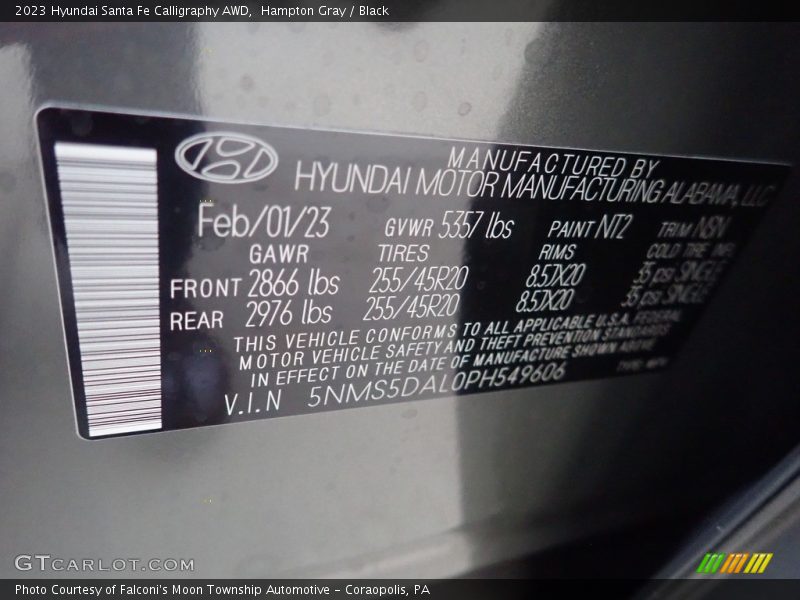 2023 Hyundai Santa Fe Calligraphy AWD,  Hampton Gray / Black
MANUFACTURED BY
HYUNDAI MOTOR MANUFACTURING ALABAMA, LLC
Feb/01/23 GVWR 5357 lbs PAINT NT2 TRIM NSN
GAWR TIRES RIMS COLD TIRE INFL
FRONT 2866 lbs 255/45R20 8.5JX20 35 psi SINGLE
REAR 2976 lbs 255/45R20 8.5JX20 35 psi SINGLE
THIS VEHICLE CONFORMS TO ALL APPLICABLE U.S.A. FEDERAL
MOTOR VEHICLE SAFETY AND THEFT PREVENTION STANDARDS
IN EFFECT ON THE DATE OF MANUFACTURE SHOWN ABOVE
V.I.N 5NMS5DAL0PH549606
GTCARLOT.COM
Photo Courtesy of Falconi's Moon Township Automotive – Coraopolis, PA